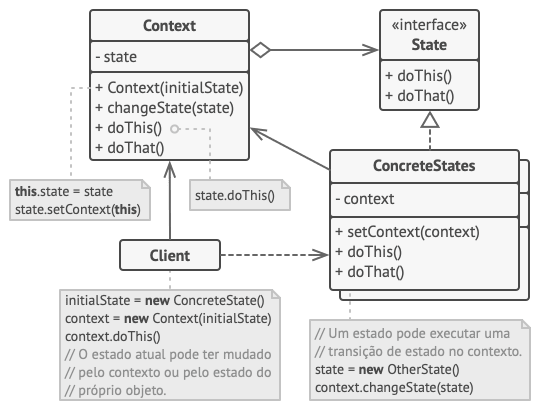 Context
- state
+ Context(initialState)
+ changeState(state)
+ doThis()
+ doThat()
«interface»
State
+ doThis()
+ doThat()
this.state = state
state.setContext(this)
state.doThis()
ConcreteStates
- context
+ setContext(context)
+ doThis()
+ doThat()
Client
initialState = new ConcreteState()
context = new Context(initialState)
context.doThis()
// O estado atual pode ter mudado
// pelo contexto ou pelo estado do
// próprio objeto.
// Um estado pode executar uma
// transição de estado no contexto.
state = new OtherState()
context.changeState(state)